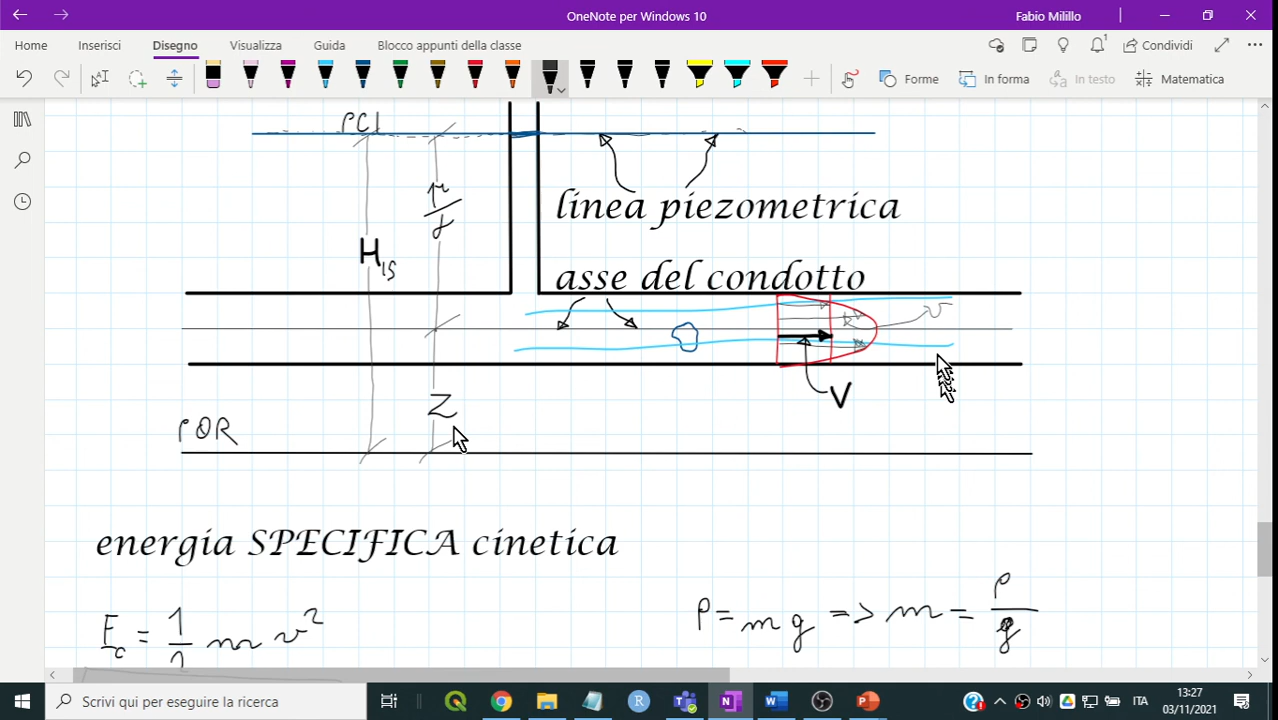 OneNote per Windows 10
Fabio Milillo
Home Inserisci Disegno Visualizza Guida Blocco appunti della classe
Condividi
Forme In forma In testo Matematica
PCI
p/γ
linea piezometrica
H₁₅
asse del condotto
v
V
Z
POR
energia SPECIFICA cinetica
E_c = 1/2 m v²
P = m g => m = P/g
Scrivi qui per eseguire la ricerca
ITA
13:27
03/11/2021